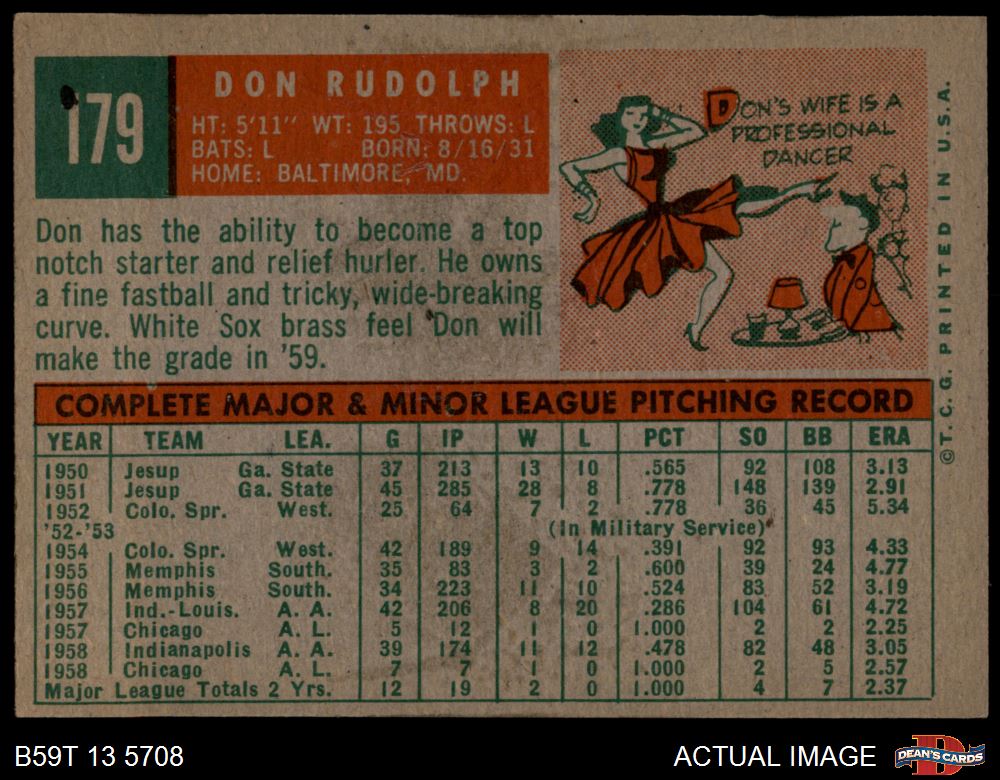 179
DON RUDOLPH
HT: 5'11" WT: 195 THROWS: L
BATS: L BORN: 8/16/31
HOME: BALTIMORE, MD.
DON'S WIFE IS A
PROFESSIONAL
DANCER
©T. C. G. PRINTED IN U.S.A.
Don has the ability to become a top
notch starter and relief hurler. He owns
a fine fastball and tricky, wide-breaking
curve. White Sox brass feel Don will
make the grade in '59.
COMPLETE MAJOR & MINOR LEAGUE PITCHING RECORD
YEAR TEAM LEA. G IP W L PCT SO BB ERA
1950 Jesup Ga. State 37 213 13 10 .565 92 108 3.13
1951 Jesup Ga. State 45 285 28 8 .778 148 139 2.91
1952 Colo. Spr. West. 25 64 7 2 .778 36 45 5.34
'52-'53 (In Military Service)
1954 Colo. Spr. West. 42 189 9 14 .391 92 93 4.33
1955 Memphis South. 35 83 3 2 .600 39 24 4.77
1956 Memphis South. 34 223 11 10 .524 83 52 3.19
1957 Ind.-Louis. A. A. 42 206 8 20 .286 104 61 4.72
1957 Chicago A. L. 5 12 1 0 1.000 2 2 2.25
1958 Indianapolis A. A. 39 174 11 12 .478 82 48 3.05
1958 Chicago A. L. 7 7 1 0 1.000 2 5 2.57
Major League Totals 2 Yrs. 12 19 2 0 1.000 4 7 2.37
B59T 13 5708
ACTUAL IMAGE
DEAN'S CARDS